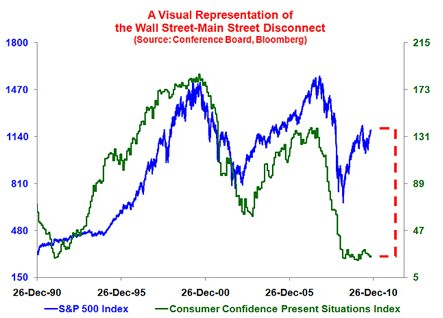 A Visual Representation of
the Wall Street-Main Street Disconnect
(Source: Conference Board, Bloomberg)
1800 215
1470 173
1140 131
810 89
480 47
150 5
26-Dec-90 26-Dec-95 26-Dec-00 26-Dec-05 26-Dec-10
S&P 500 Index Consumer Confidence Present Situations Index